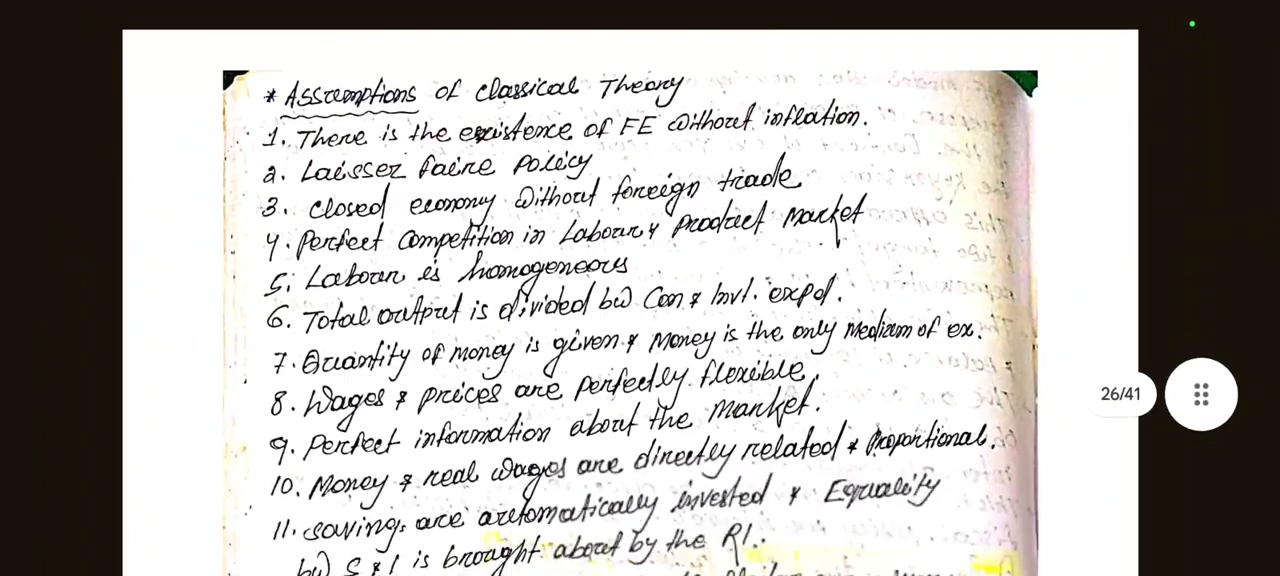 * Assumptions of classical Theory
1. There is the existence of FE without inflation.
2. Laissez faire Policy
3. Closed economy without foreign trade
4. Perfect Competition in Labour & Product Market
5. Labour is homogeneous
6. Total output is divided bw Con & Invt. expd.
7. Quantity of money is given & Money is the only Medium of ex.
8. Wages & prices are perfectly flexible.
9. Perfect information about the market.
10. Money & real wages are directly related & Proportional.
11. savings are automatically invested & Equality
bw S & I is brought about by the RI.
26/41